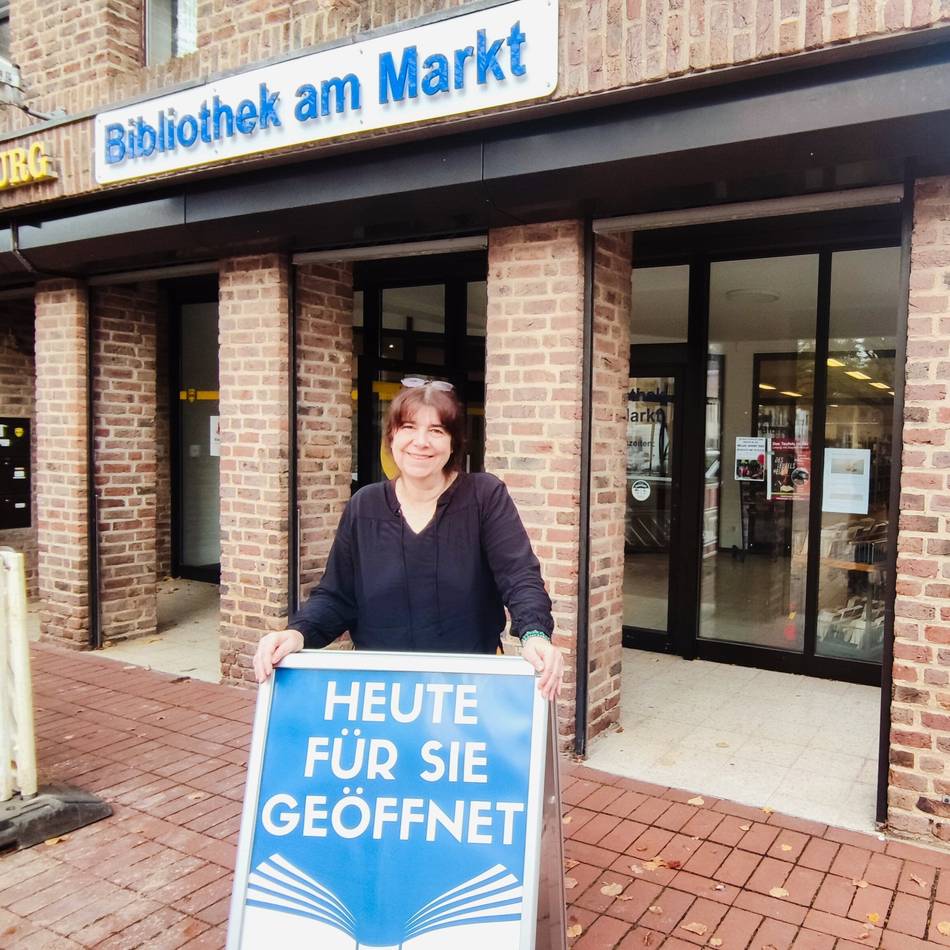 Bibliothek am Markt
URG
HEUTE
FÜR SIE
GEÖFFNET